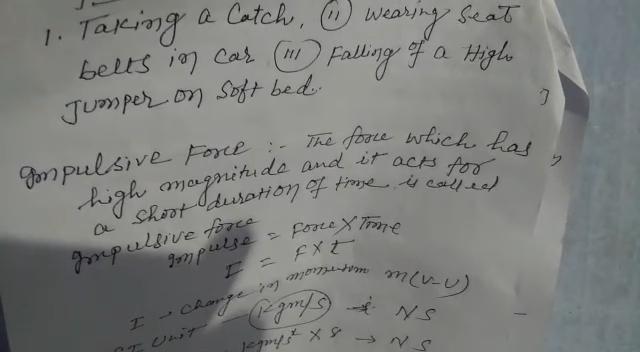 1. Taking a Catch, (ii) Wearing Seat
belts in car (iii) Falling of a High
Jumper on soft bed.
Impulsive Force :- The force which has
high magnitude and it acts for
a short duration of time is called
Impulsive force
Impulse = Force X Time
I = F X t
I → Change in momentum m(v-u)
SI Unit - kgm/s → NS
kgm/s² X s → NS